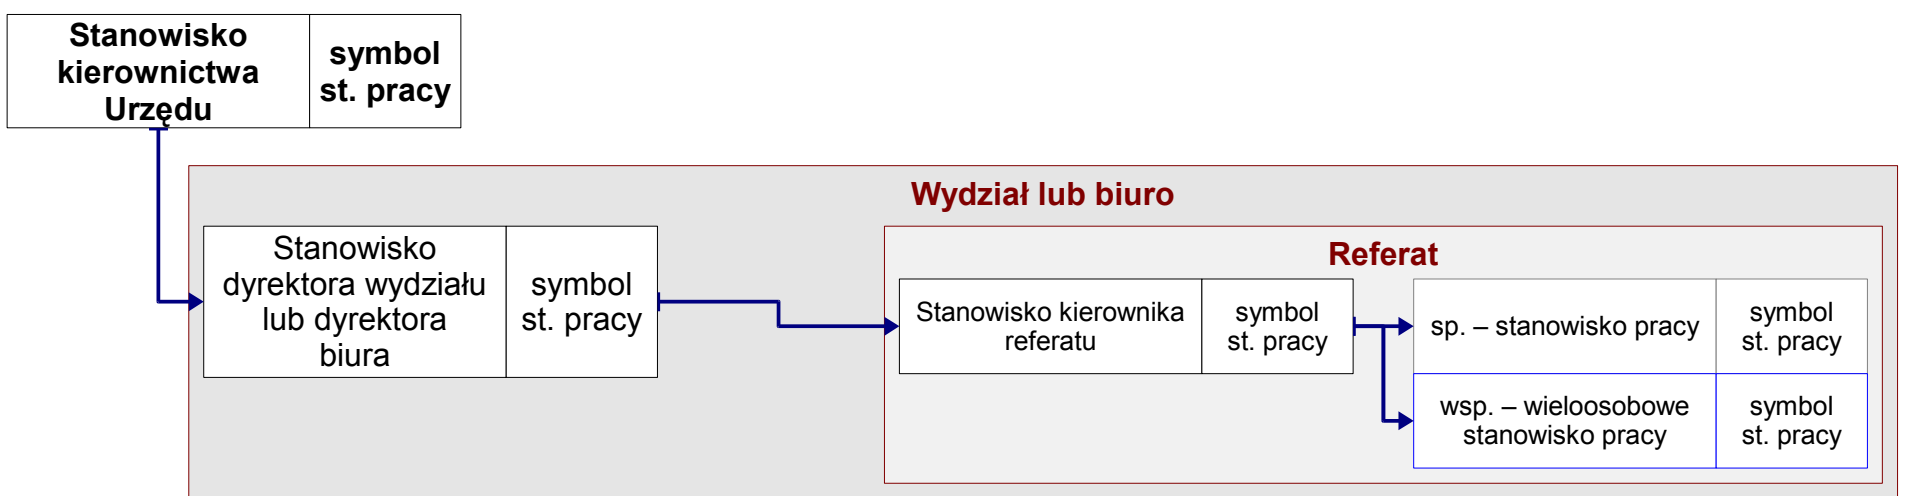 Stanowisko
kierownictwa
Urzędu
symbol
st. pracy
Wydział lub biuro
Stanowisko
dyrektora wydziału
lub dyrektora
biura
symbol
st. pracy
Referat
Stanowisko kierownika
referatu
symbol
st. pracy
sp. – stanowisko pracy
symbol
st. pracy
wsp. – wieloosobowe
stanowisko pracy
symbol
st. pracy